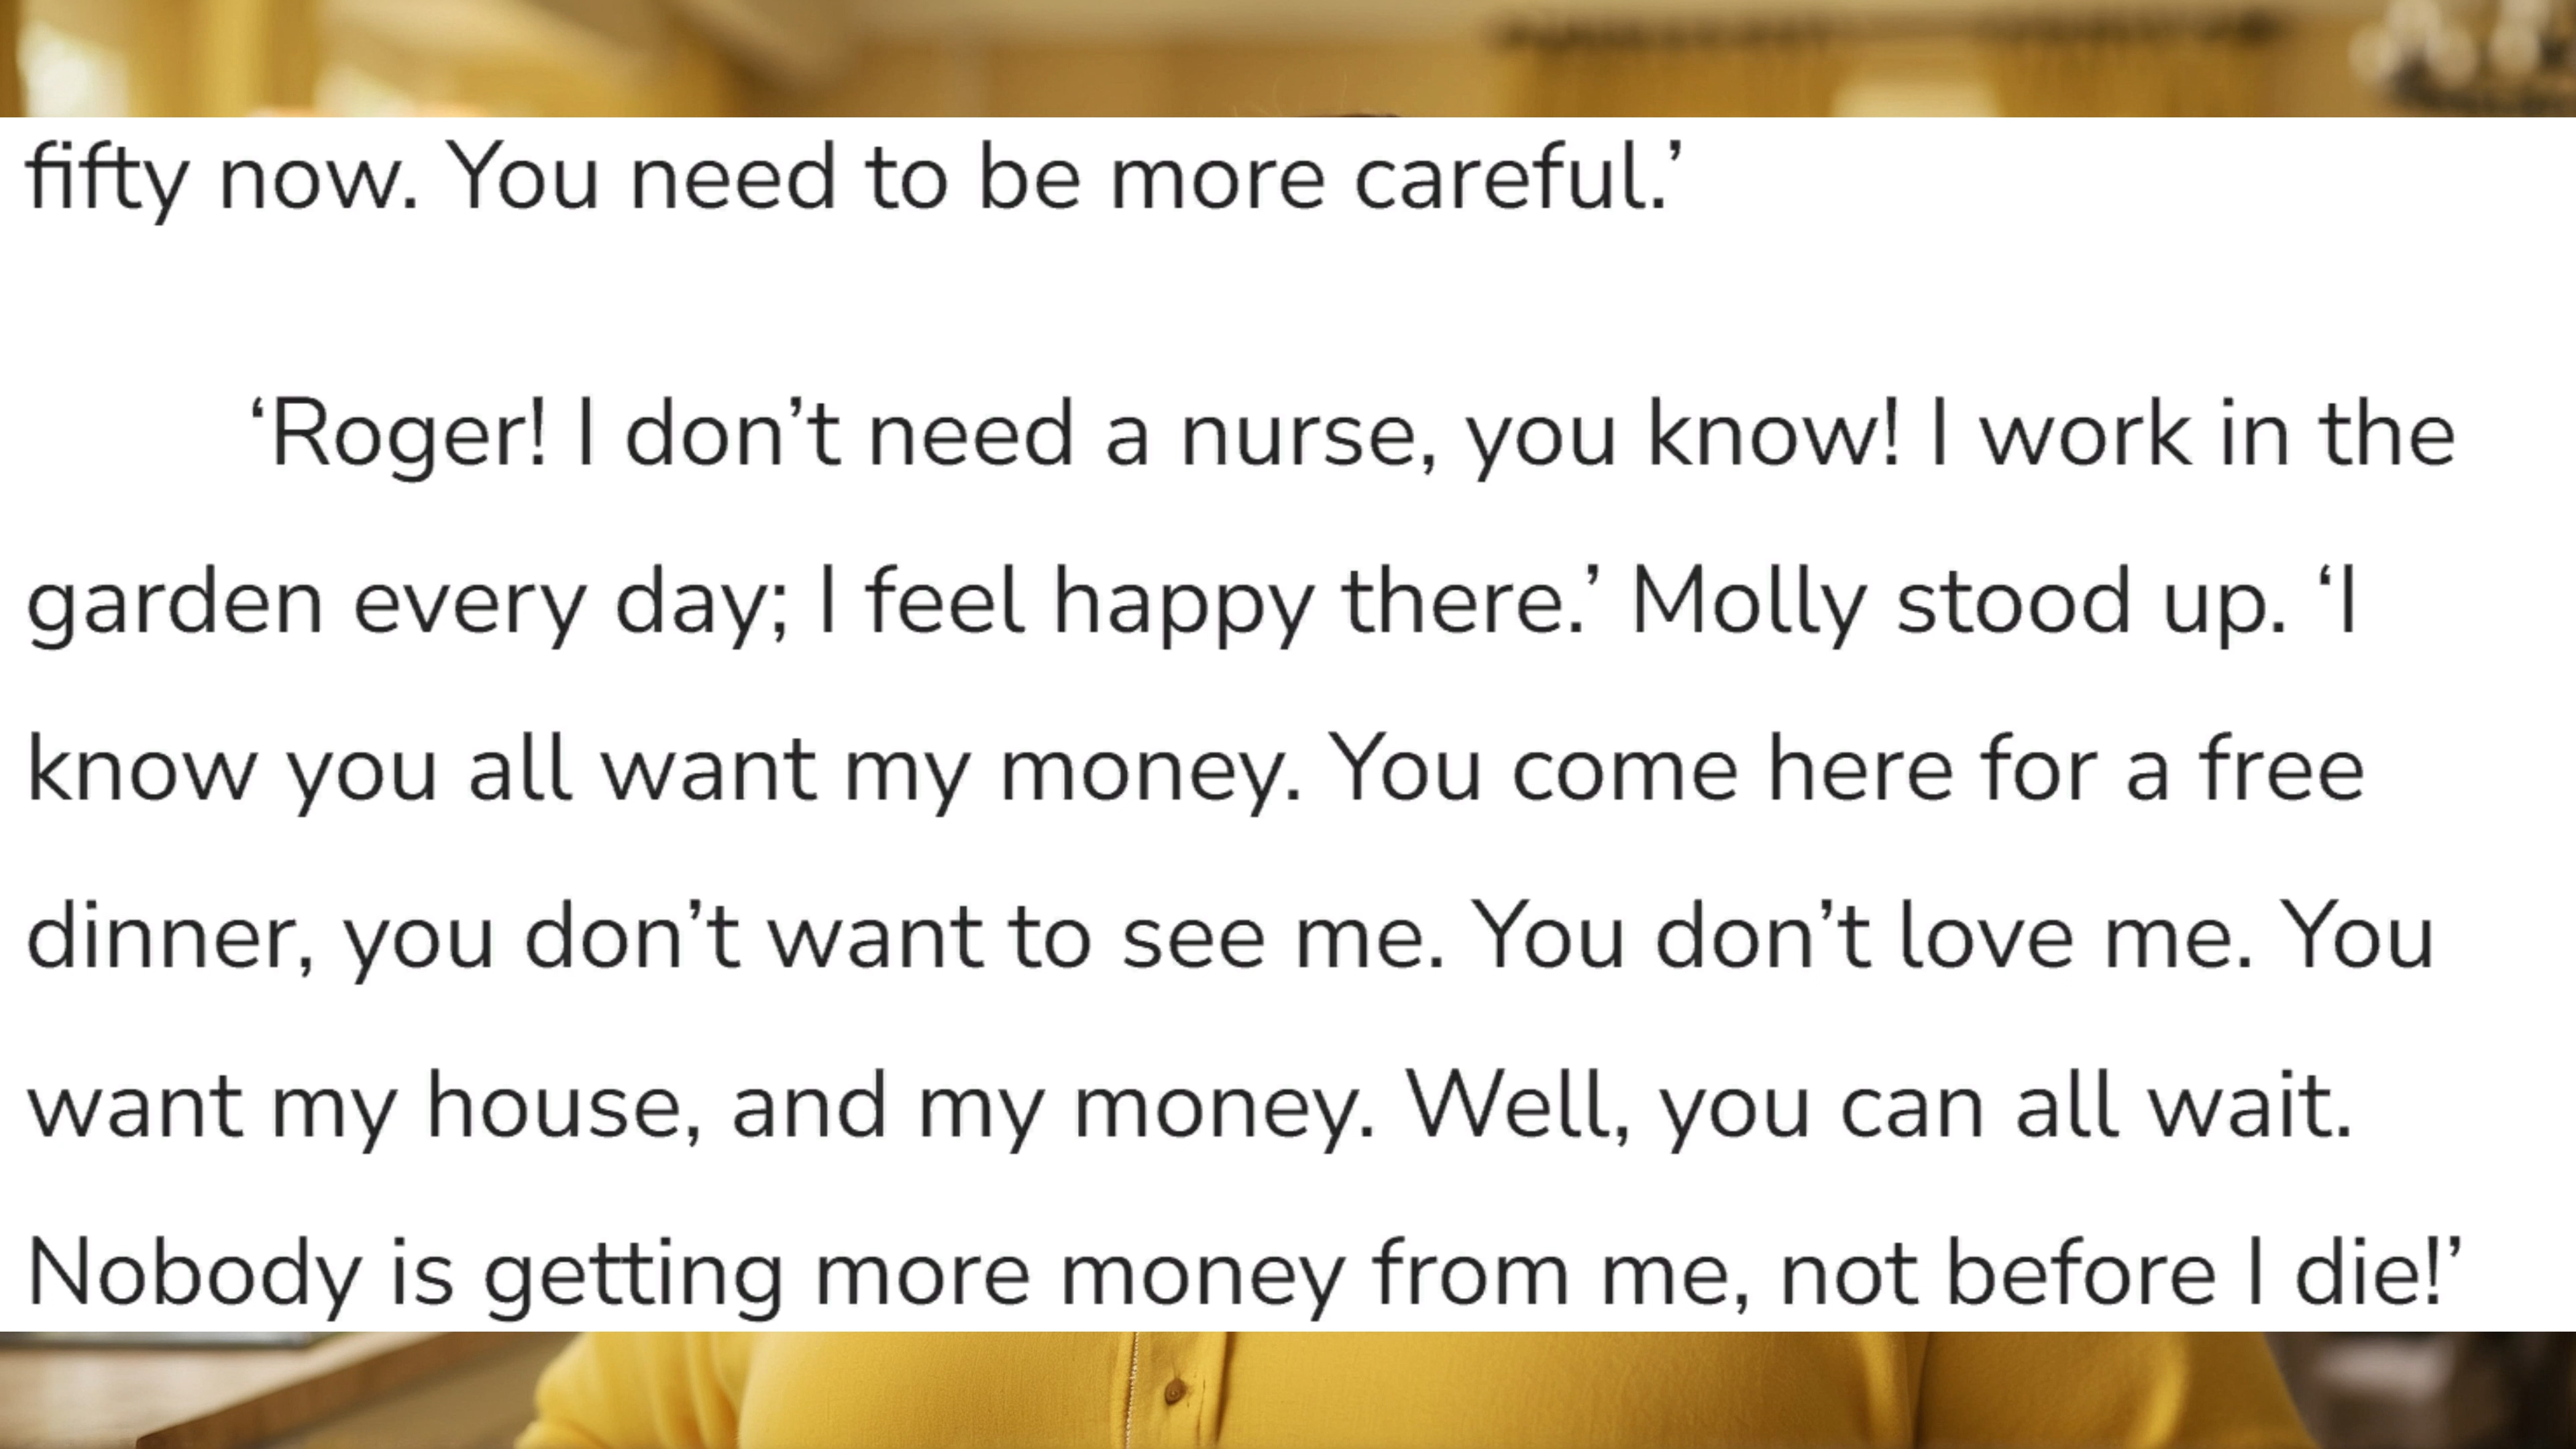 fifty now. You need to be more careful.’
‘Roger! I don’t need a nurse, you know! I work in the
garden every day; I feel happy there.’ Molly stood up. ‘I
know you all want my money. You come here for a free
dinner, you don’t want to see me. You don’t love me. You
want my house, and my money. Well, you can all wait.
Nobody is getting more money from me, not before I die!’